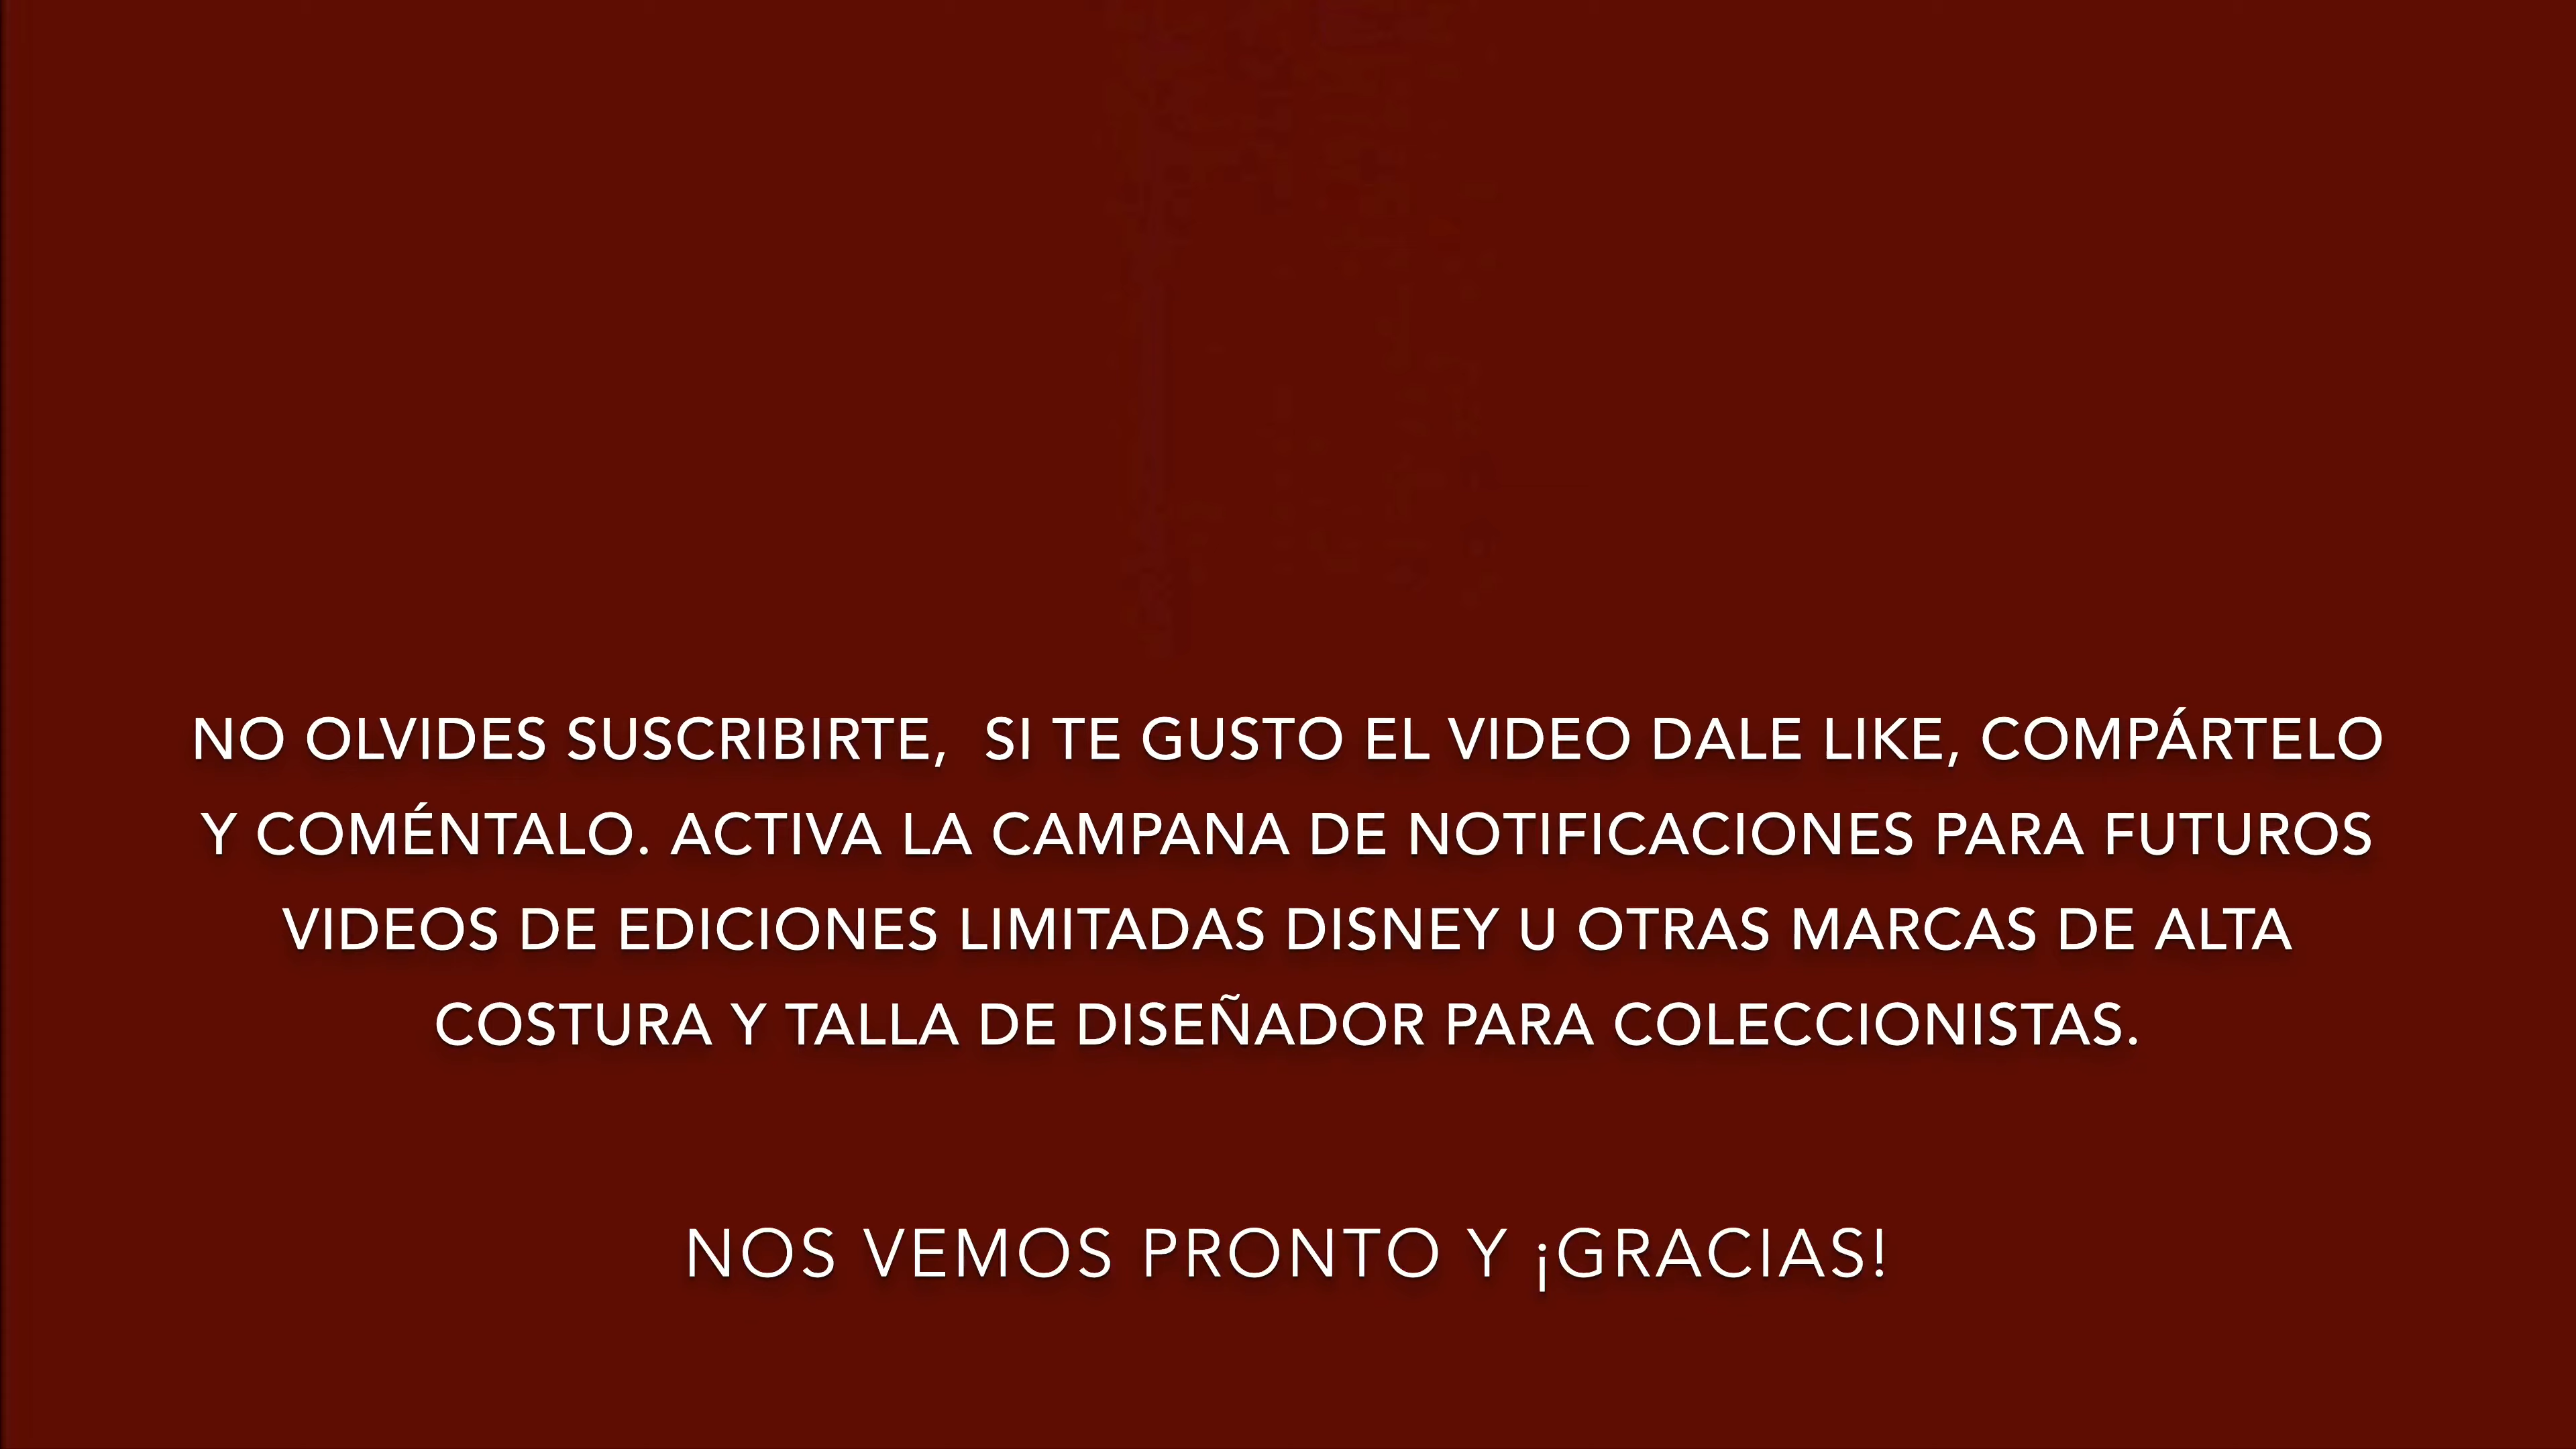 NO OLVIDES SUSCRIBIRTE,  SI TE GUSTO EL VIDEO DALE LIKE, COMPÁRTELO
Y COMÉNTALO. ACTIVA LA CAMPANA DE NOTIFICACIONES PARA FUTUROS
VIDEOS DE EDICIONES LIMITADAS DISNEY U OTRAS MARCAS DE ALTA
COSTURA Y TALLA DE DISEÑADOR PARA COLECCIONISTAS.
NOS VEMOS PRONTO Y ¡GRACIAS!